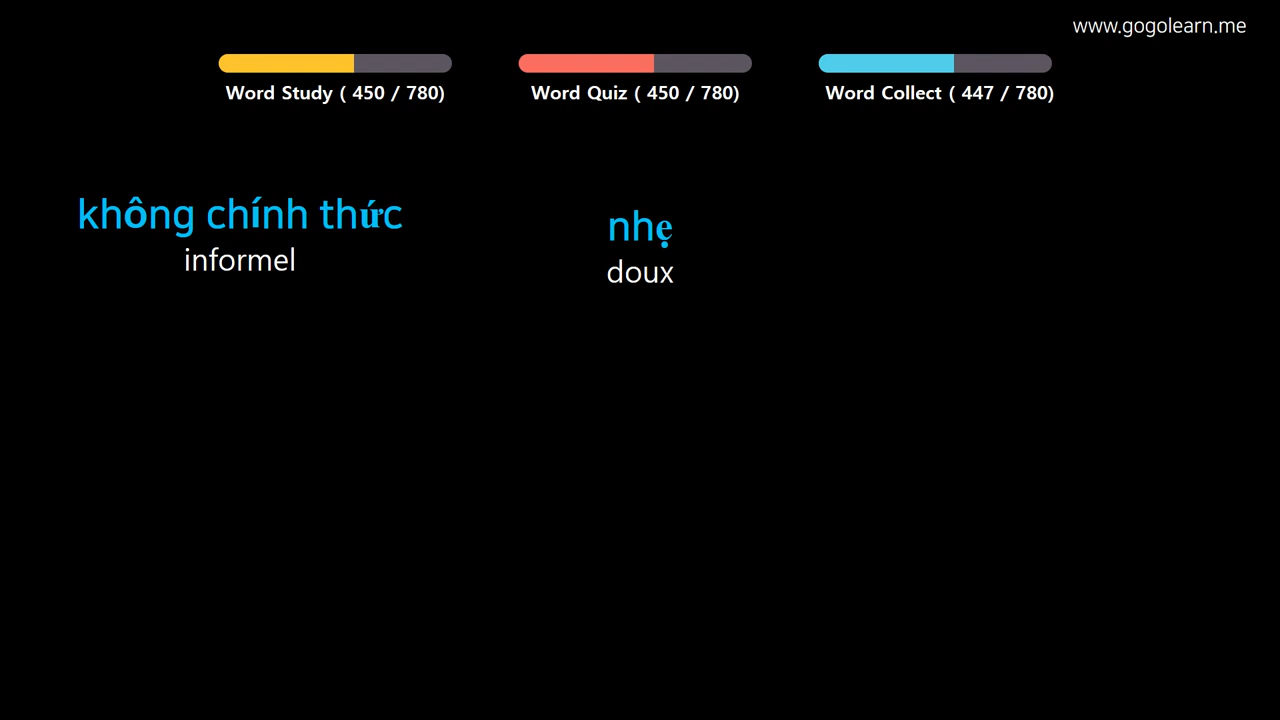 www.gogolearn.me
Word Study ( 450 / 780)
Word Quiz ( 450 / 780)
Word Collect ( 447 / 780)
không chính thức
informel
nhẹ
doux